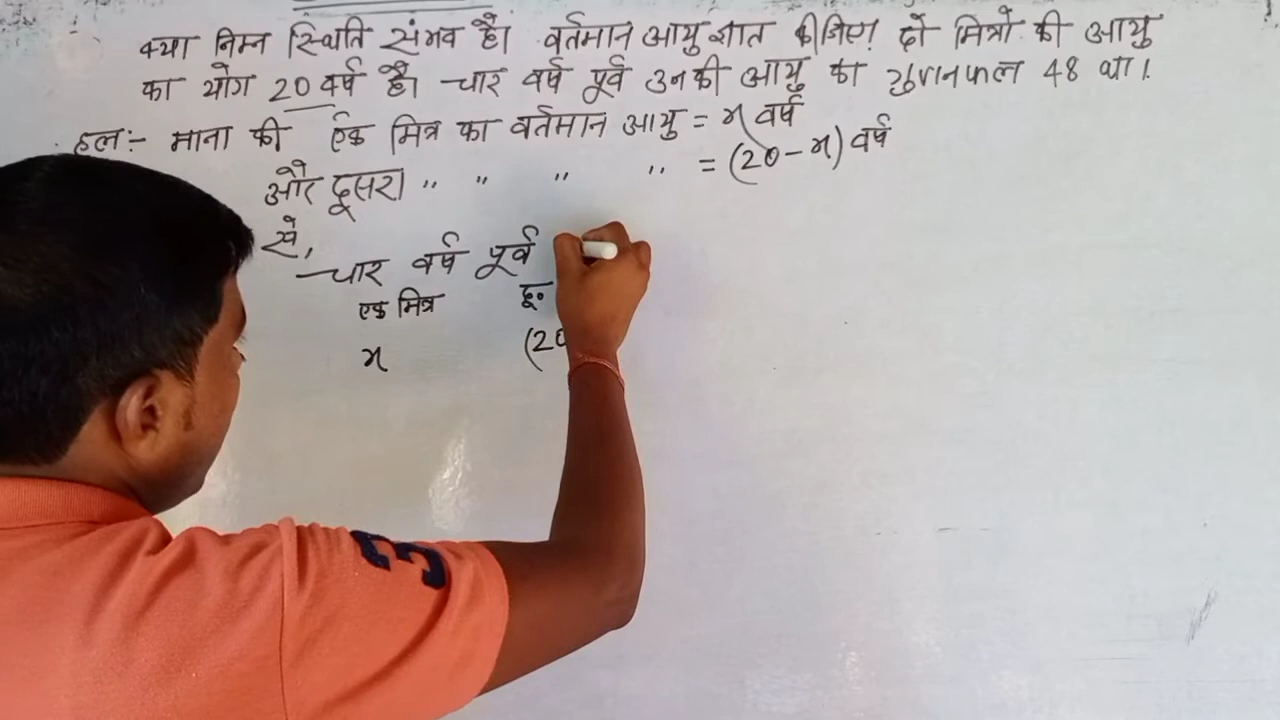 क्या निम्न स्थिति संभव है। वर्तमान आयु ज्ञात कीजिए। दो मित्रो की आयु
का योग 20 वर्ष है। चार वर्ष पूर्व उनकी आयु का गुणनफल 48 था।
हल:- माना की एक मित्र का वर्तमान आयु = x वर्ष
और दूसरा " " " " = (20-x) वर्ष
से,
चार वर्ष पूर्व
एक मित्र दू०
x (20
3